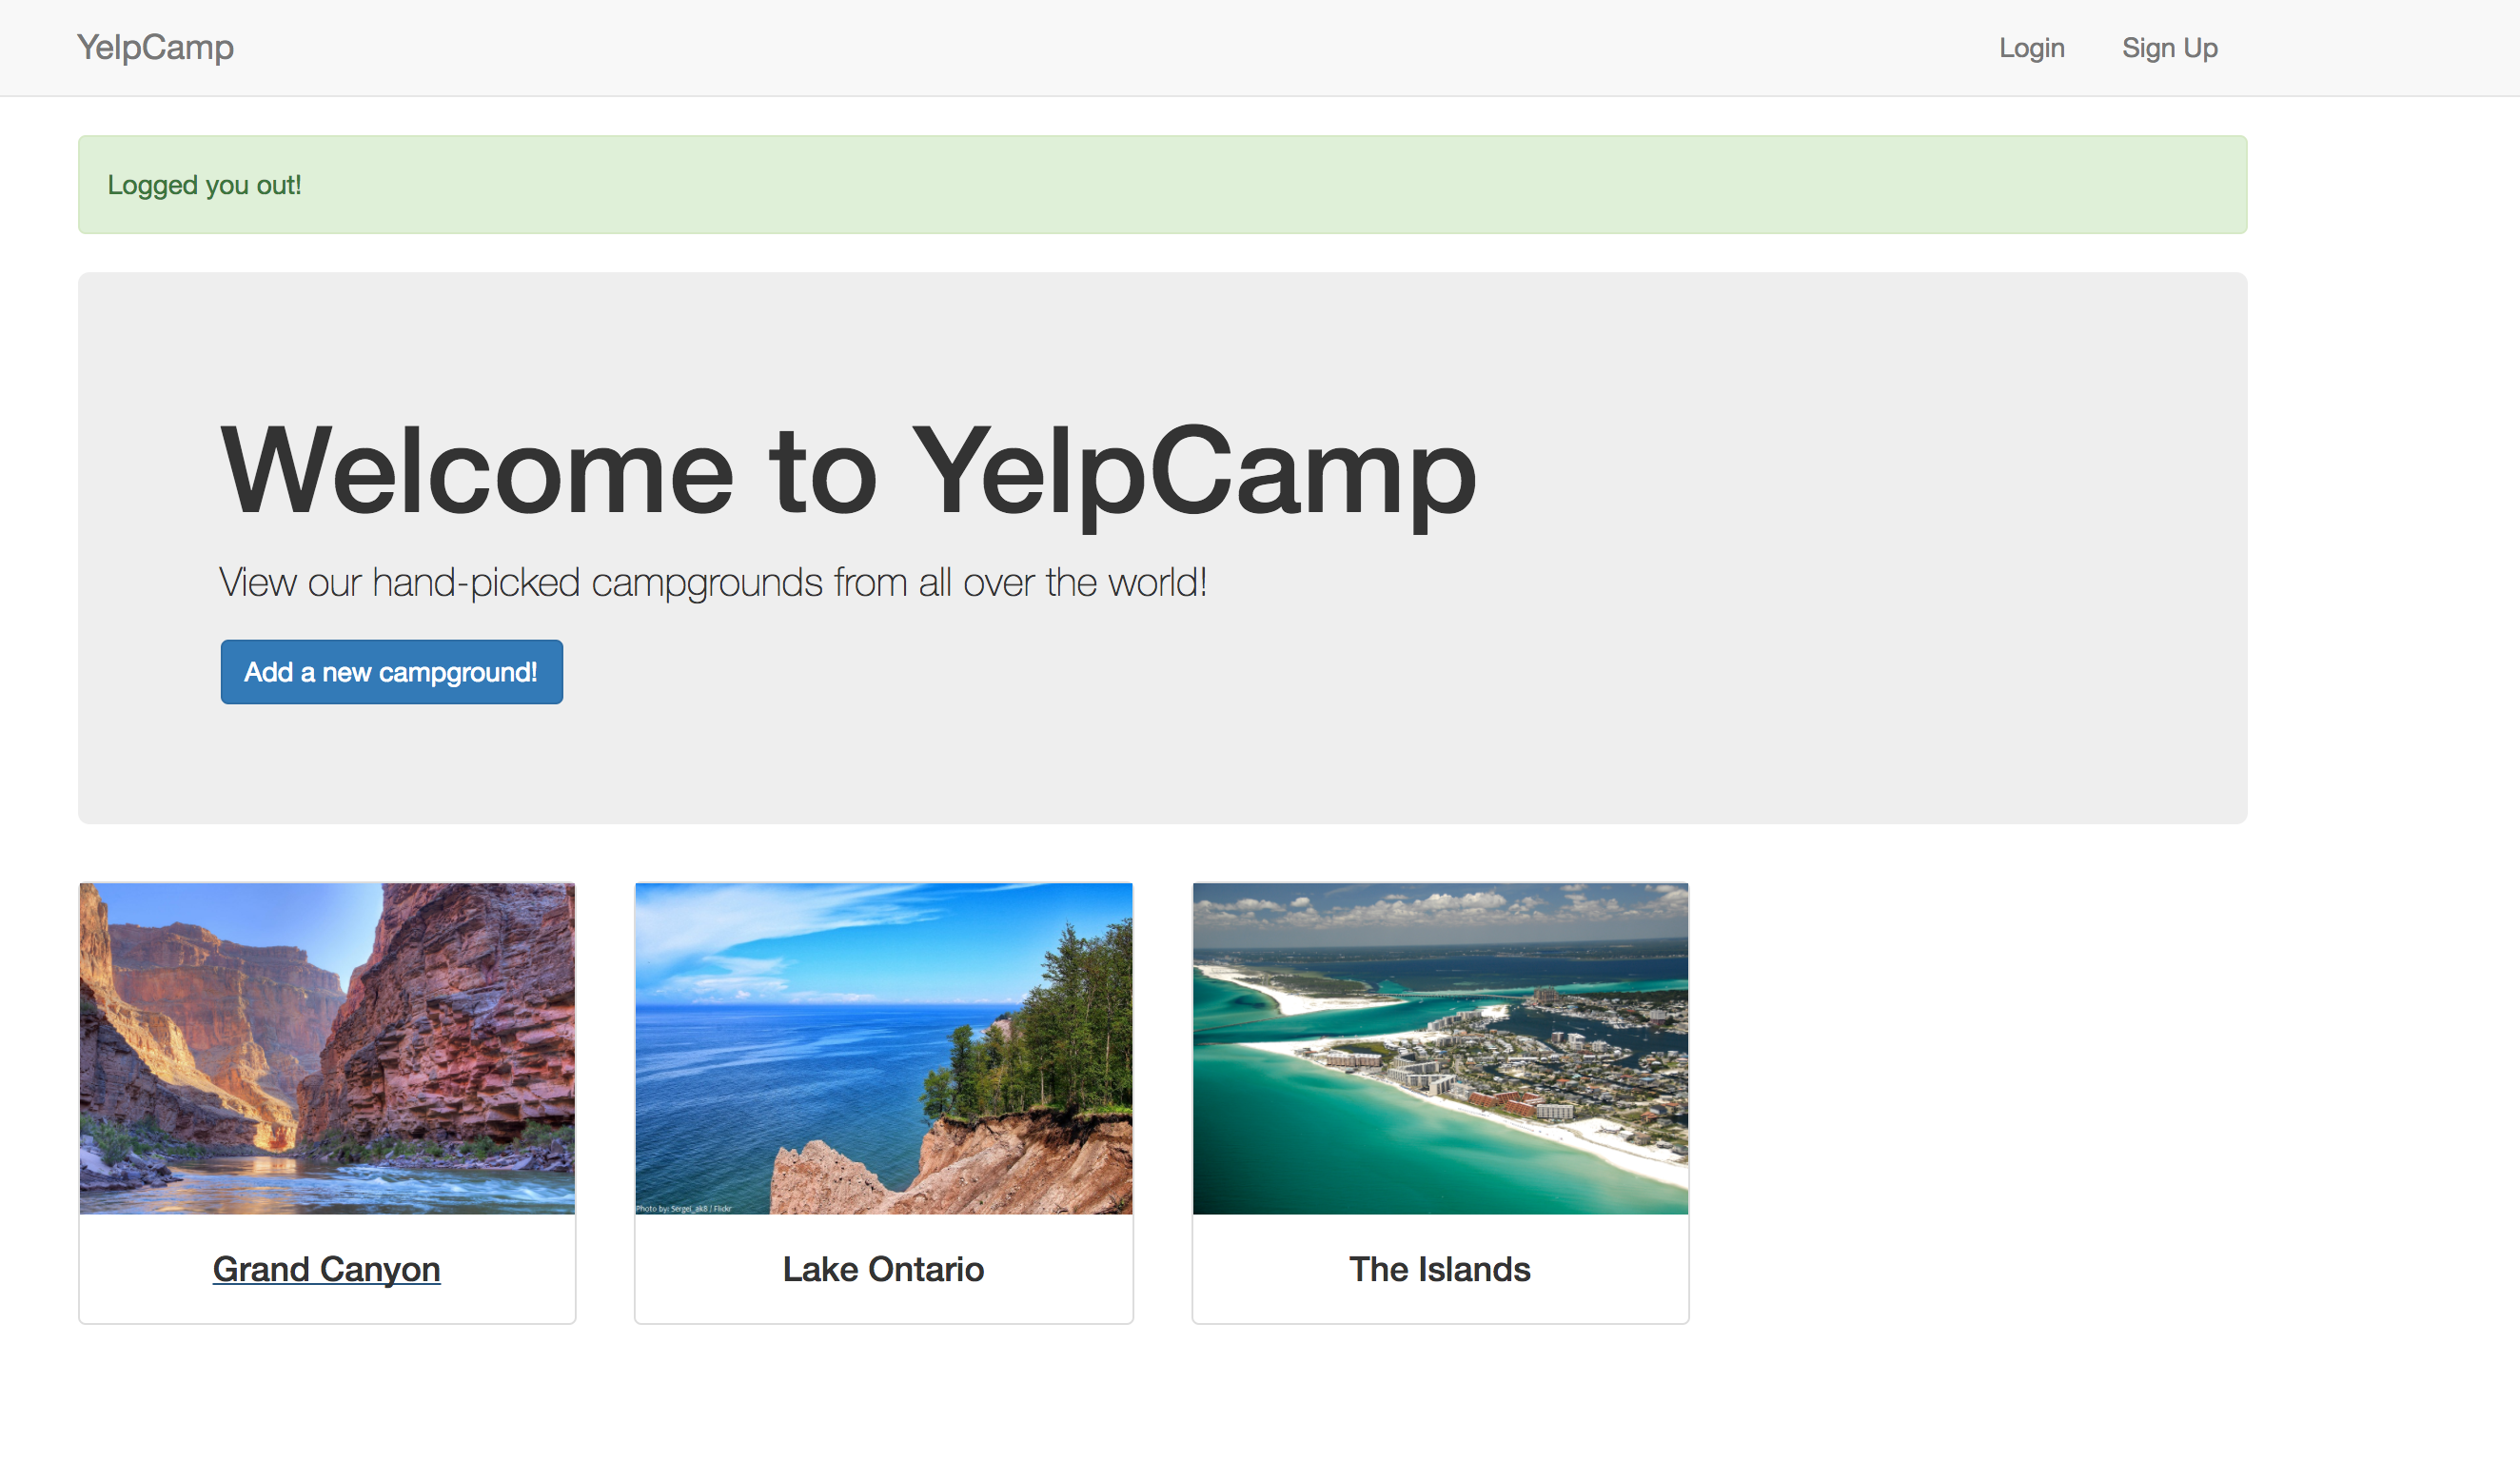 YelpCamp Login Sign Up
Logged you out!
Welcome to YelpCamp
View our hand-picked campgrounds from all over the world!
Add a new campground!
Photo by: Sergei_ak8 / Flickr
Grand Canyon
Lake Ontario
The Islands